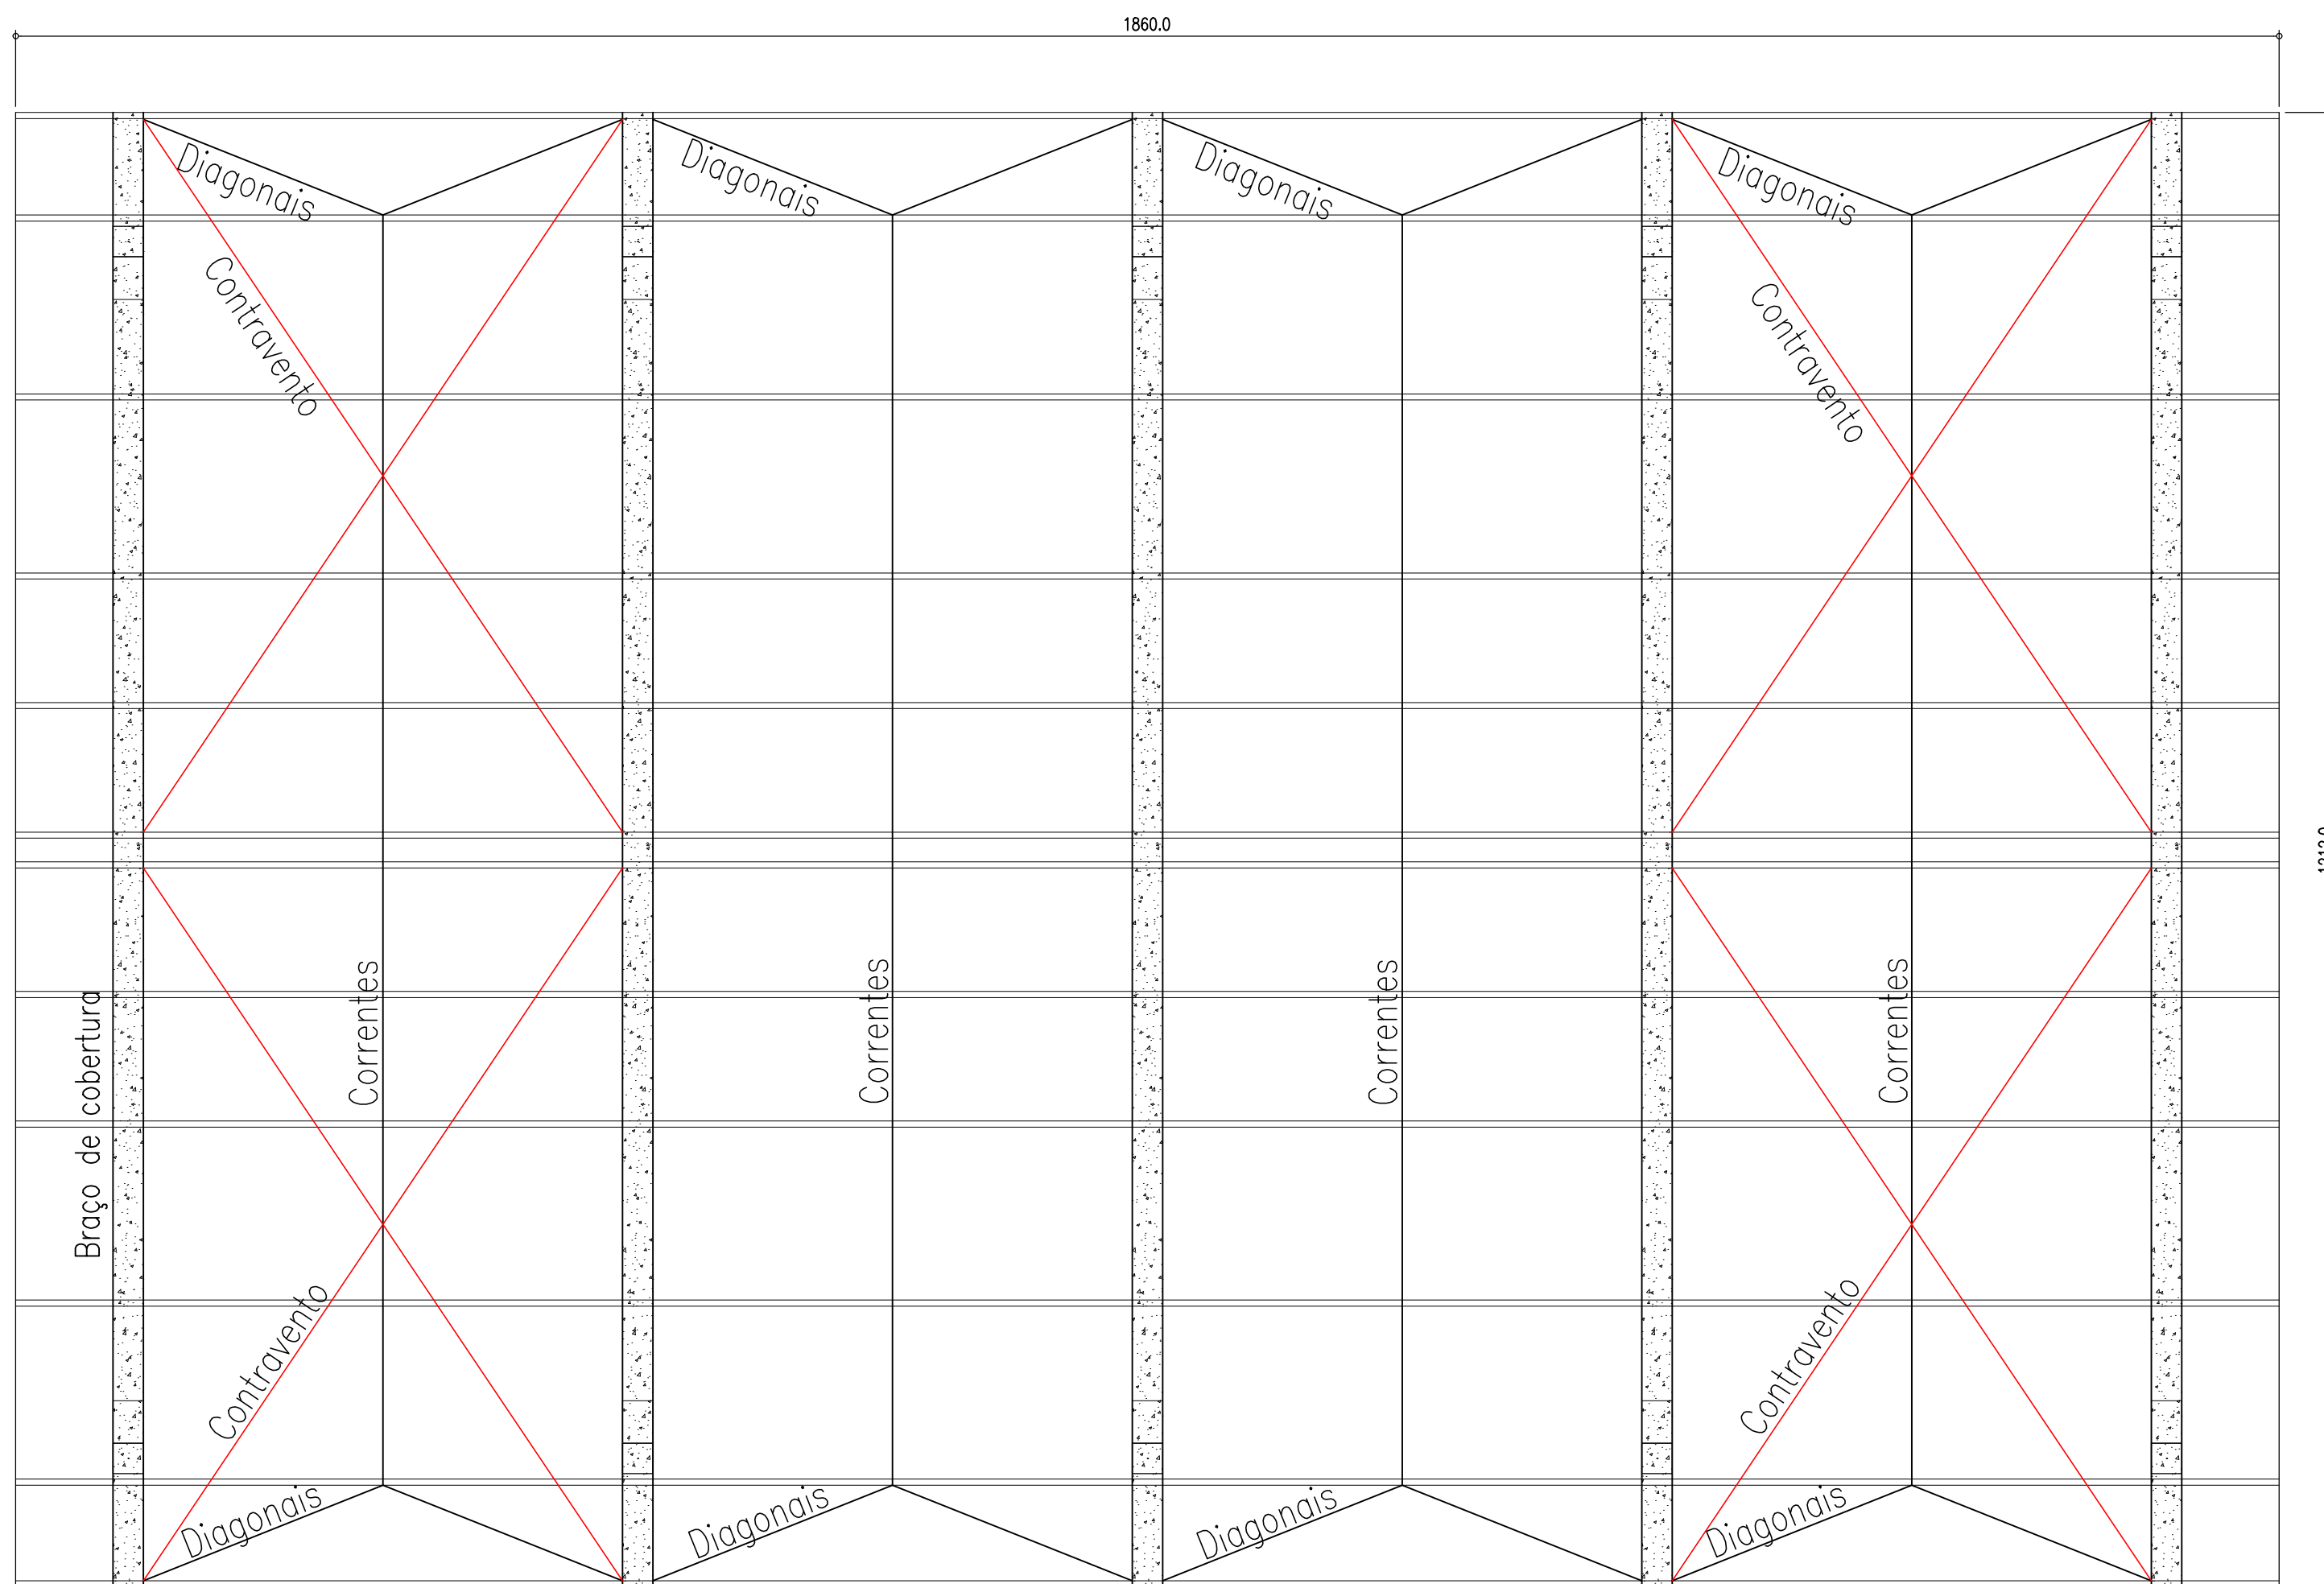 1860.0
Diagonais
Diagonais
Diagonais
Diagonais
Contravento
Contravento
Braço de cobertura
Correntes
Correntes
Correntes
Correntes
Contravento
Contravento
Diagonais
Diagonais
Diagonais
Diagonais